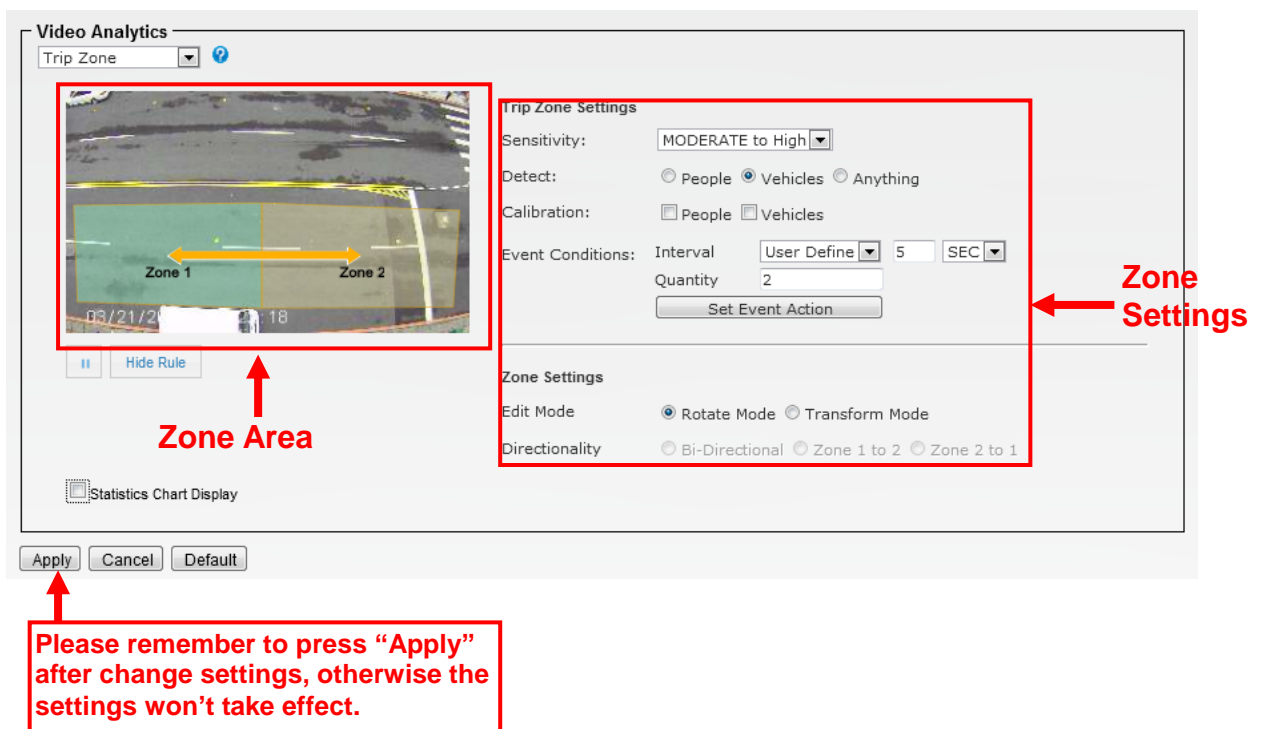 Video Analytics
Trip Zone
Trip Zone Settings
Sensitivity: MODERATE to High
Detect: People Vehicles Anything
Calibration: People Vehicles
Event Conditions: Interval User Define 5 SEC
Quantity 2
Set Event Action
Zone 1 Zone 2
03/21/2 :18
Hide Rule
Zone Area
Zone Settings
Edit Mode Rotate Mode Transform Mode
Directionality Bi-Directional Zone 1 to 2 Zone 2 to 1
Zone
Settings
Statistics Chart Display
Apply Cancel Default
Please remember to press “Apply”
after change settings, otherwise the
settings won’t take effect.